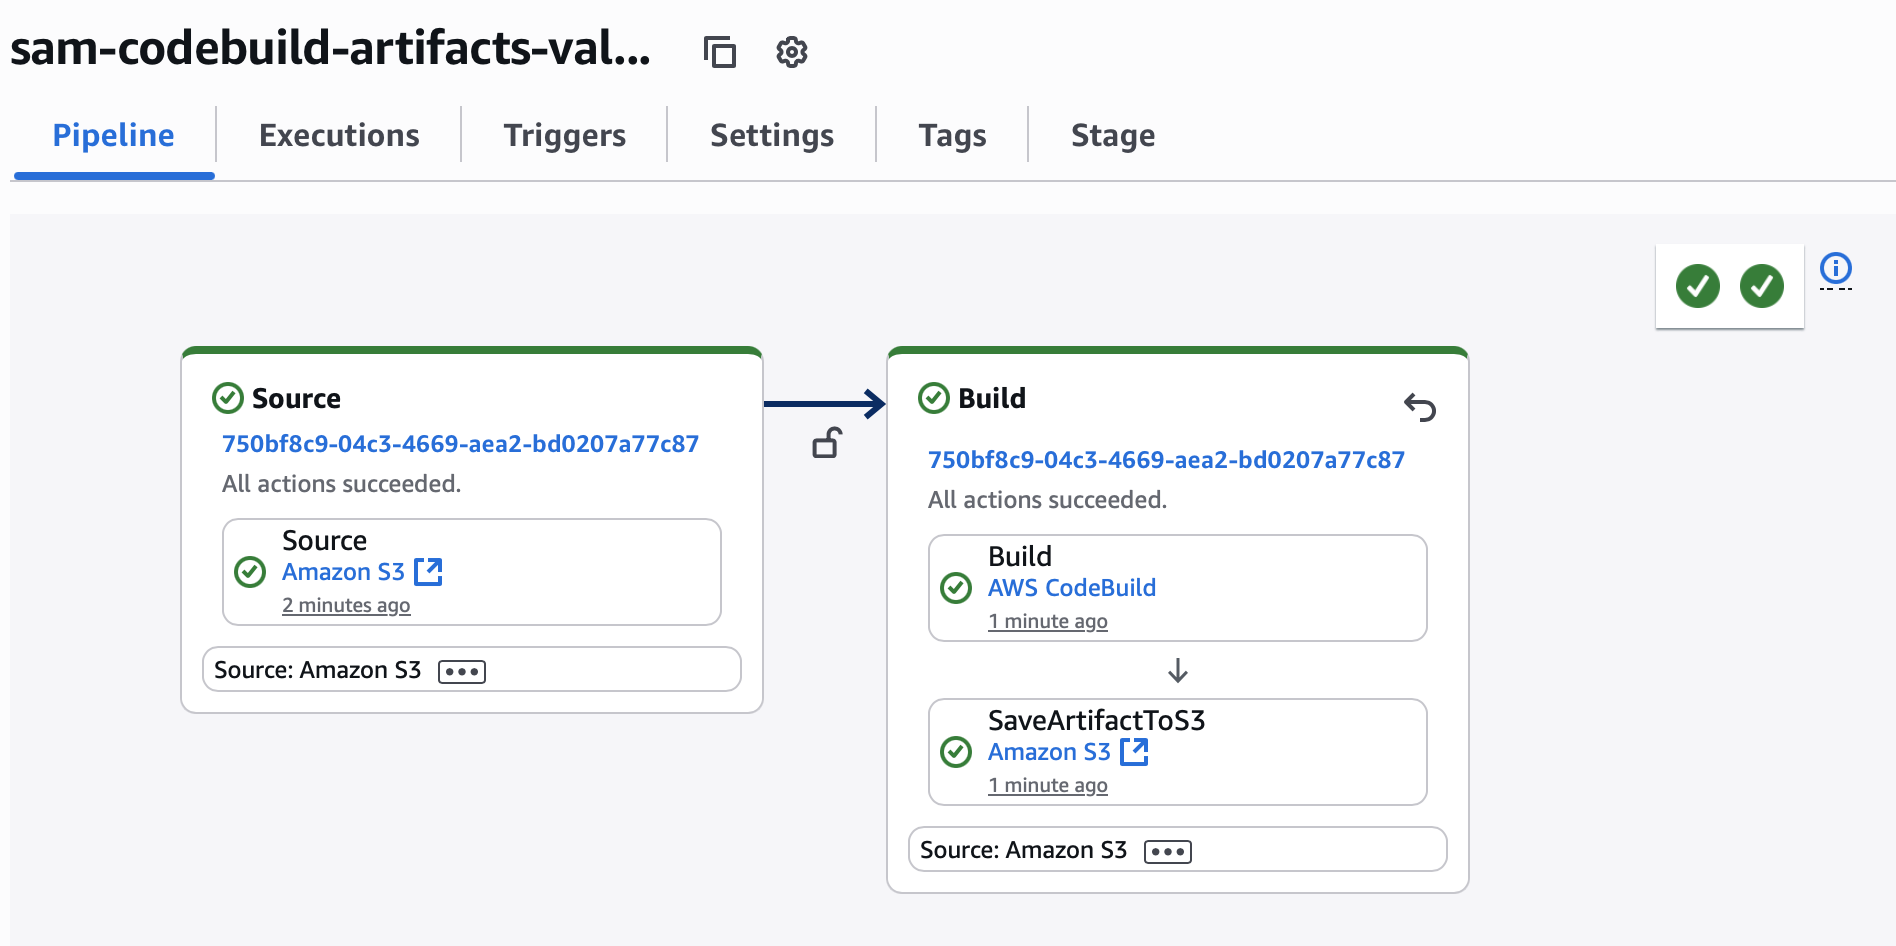 sam-codebuild-artifacts-val...
Pipeline
Executions
Triggers
Settings
Tags
Stage
Source
750bf8c9-04c3-4669-aea2-bd0207a77c87
All actions succeeded.
Source
Amazon S3
2 minutes ago
Source: Amazon S3
Build
750bf8c9-04c3-4669-aea2-bd0207a77c87
All actions succeeded.
Build
AWS CodeBuild
1 minute ago
SaveArtifactToS3
Amazon S3
1 minute ago
Source: Amazon S3